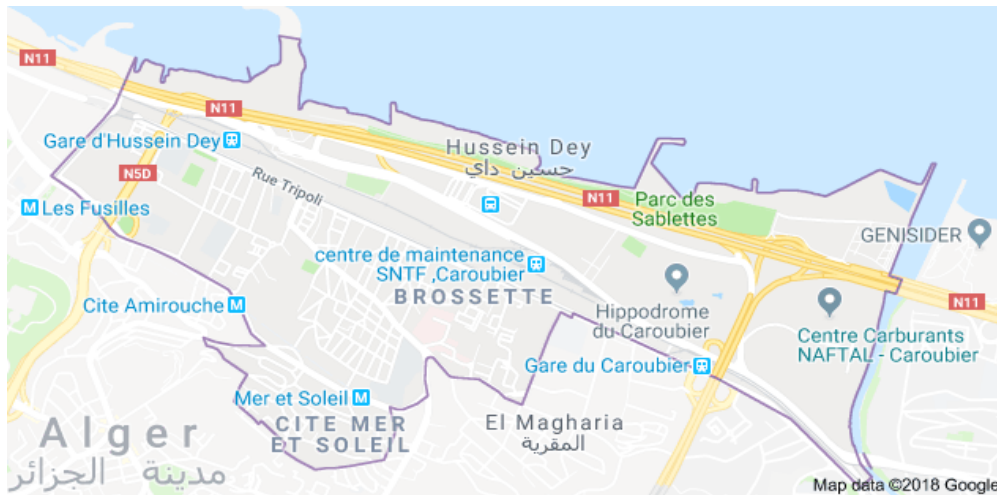 N11
N11
Gare d'Hussein Dey
Hussein Dey
حسين داي
N5D
Rue Tripoli
N11
Parc des
Sablettes
Les Fusilles
GENISIDER
centre de maintenance
SNTF ,Caroubier
BROSSETTE
Cite Amirouche
Hippodrome
du Caroubier
N11
Centre Carburants
NAFTAL - Caroubier
Gare du Caroubier
Mer et Soleil
CITE MER
ET SOLEIL
El Magharia
المقرية
Alger
مدينة الجزائر
Map data ©2018 Google